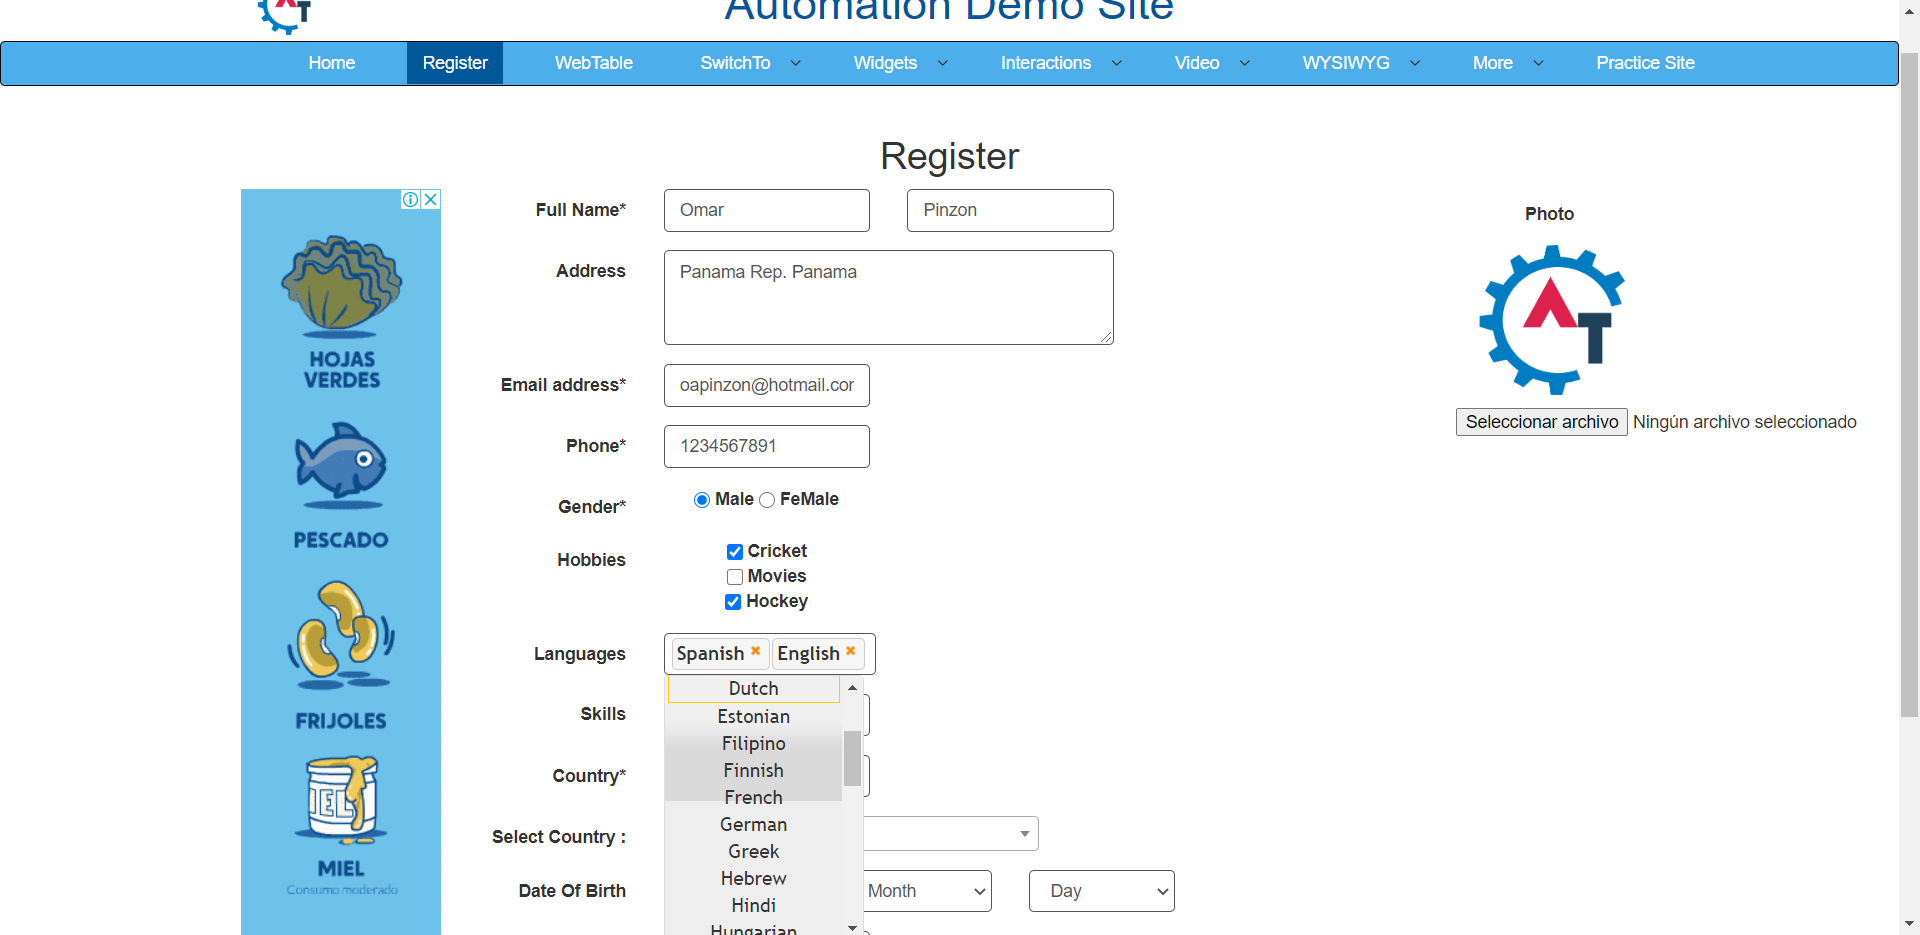 Automation Demo Site
Home Register WebTable SwitchTo Widgets Interactions Video WYSIWYG More Practice Site
Register
Full Name* Omar Pinzon
Photo
Address Panama Rep. Panama
Email address* oapinzon@hotmail.cor
Seleccionar archivo Ningún archivo seleccionado
Phone* 1234567891
Gender* Male FeMale
Hobbies Cricket
Movies
Hockey
Languages Spanish English
Dutch
Skills
Estonian
Filipino
Finnish
Country*
French
German
Select Country :
Greek
Hebrew
Date Of Birth Month Day
Hindi
Hungarian
HOJAS
VERDES
PESCADO
FRIJOLES
MIEL
MIEL
Consumo moderado
AT